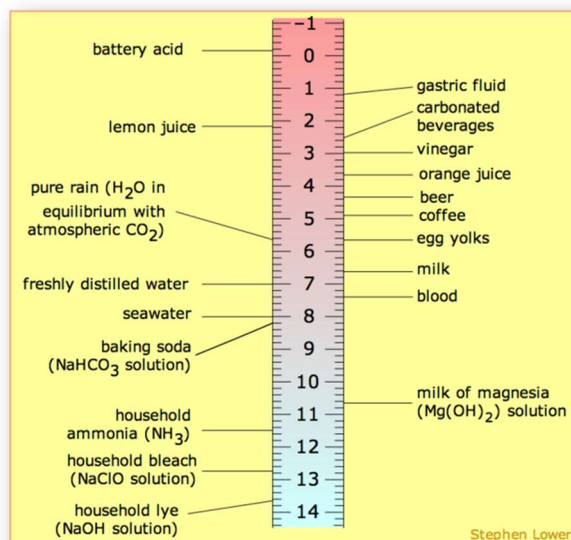 battery acid
lemon juice
pure rain (H₂O in
equilibrium with
atmospheric CO₂)
freshly distilled water
seawater
baking soda
(NaHCO₃ solution)
household
ammonia (NH₃)
household bleach
(NaClO solution)
household lye
(NaOH solution)
–1
0
1
2
3
4
5
6
7
8
9
10
11
12
13
14
gastric fluid
carbonated
beverages
vinegar
orange juice
beer
coffee
egg yolks
milk
blood
milk of magnesia
(Mg(OH)₂) solution
Stephen Lower